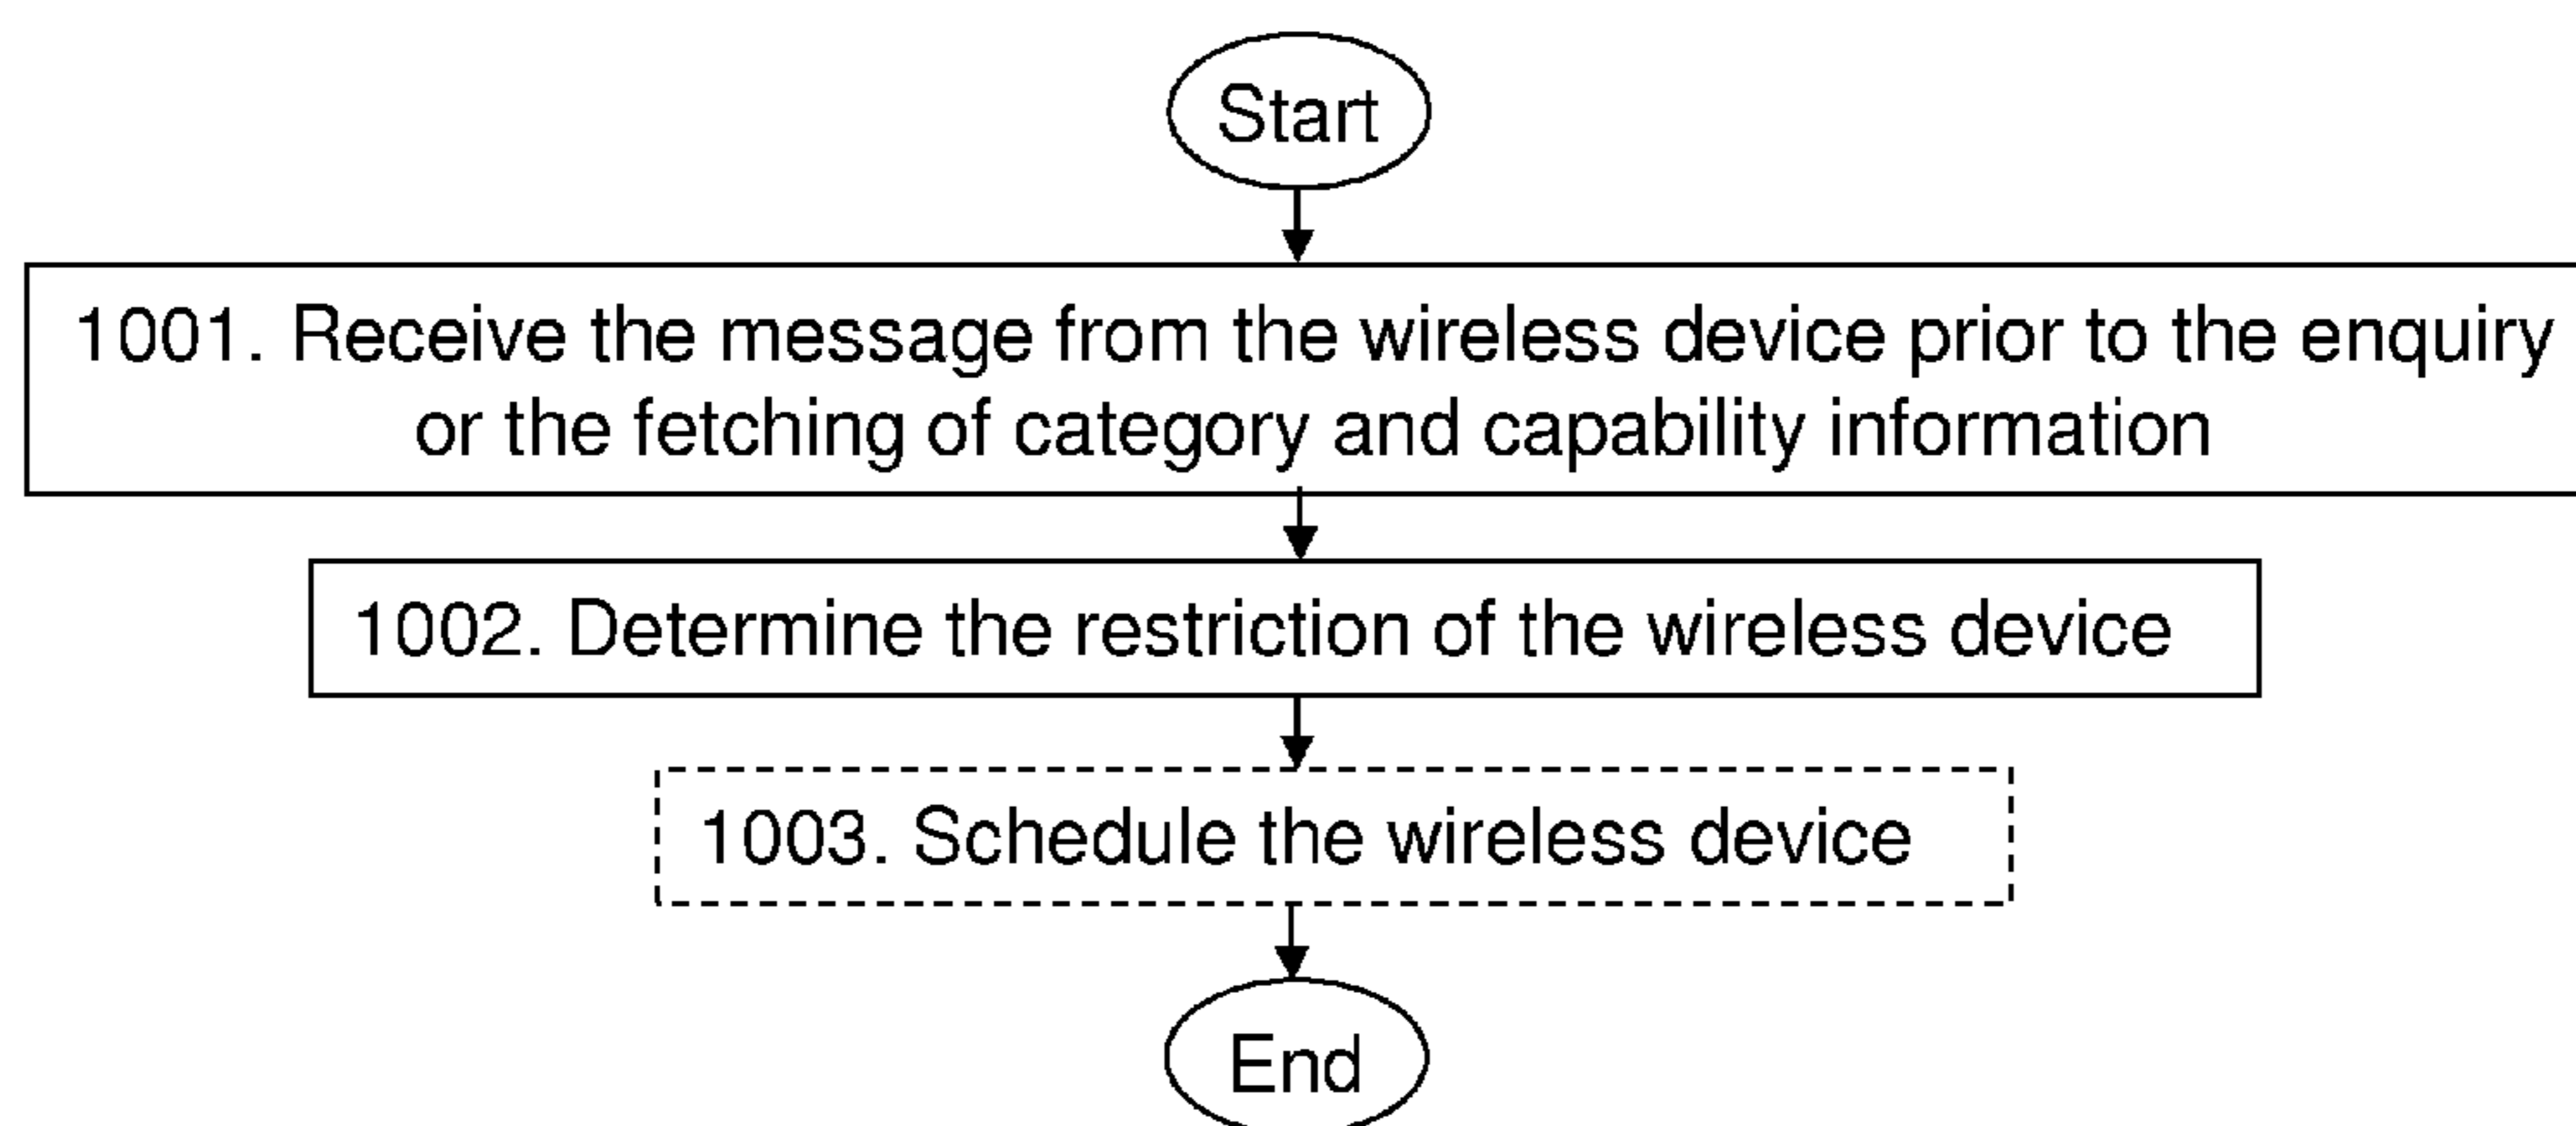 Start
1001. Receive the message from the wireless device prior to the enquiry
or the fetching of category and capability information
1002. Determine the restriction of the wireless device
1003. Schedule the wireless device
End